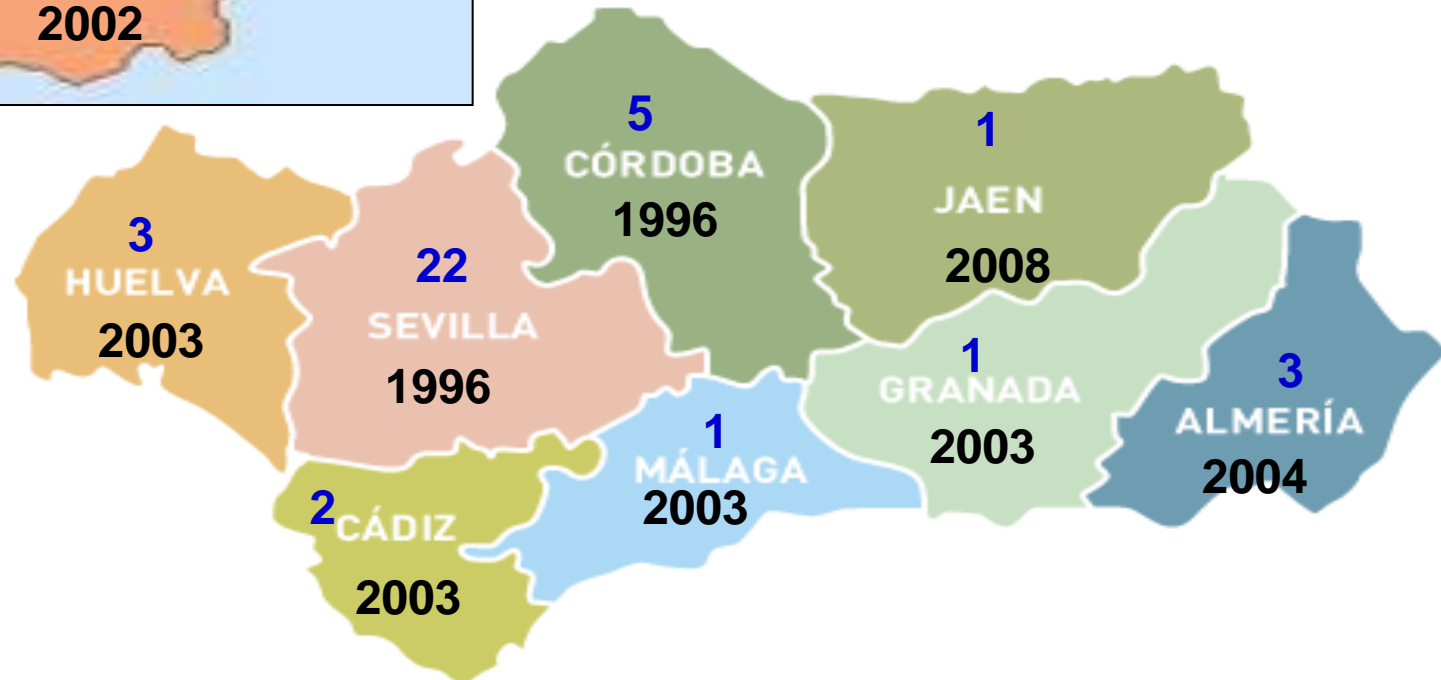 2002
5
CÓRDOBA
1996
1
JAEN
2008
3
HUELVA
2003
22
SEVILLA
1996
1
GRANADA
2003
3
ALMERÍA
2004
1
MÁLAGA
2003
2
CÁDIZ
2003